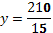 y = 210/15